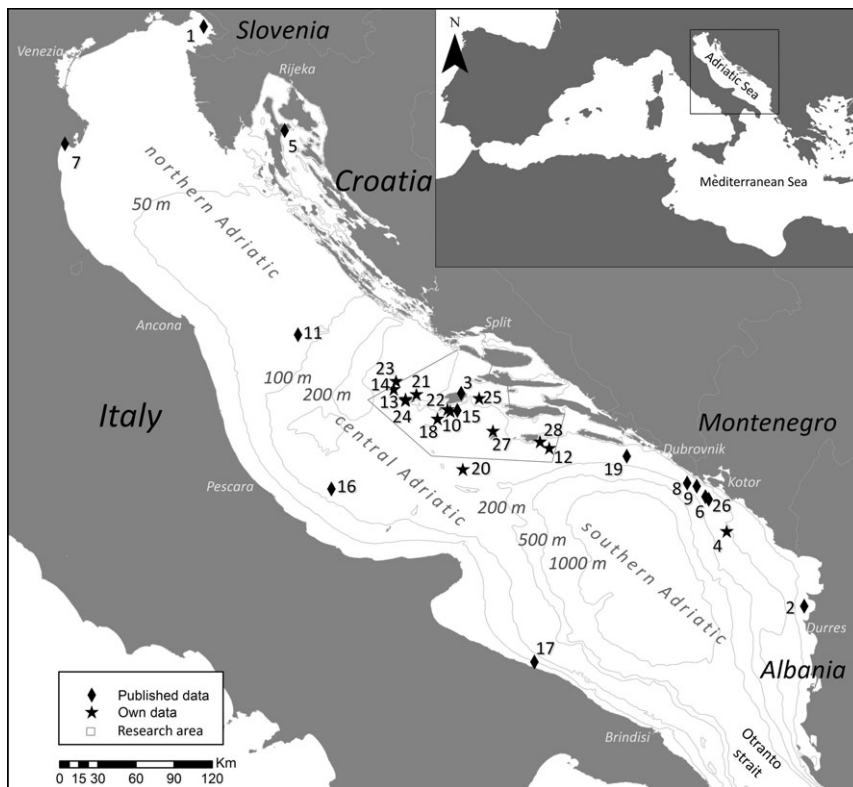 1
Slovenia
Venezia
Rijeka
5
7
Croatia
northern Adriatic
50 m
Ancona
11
Split
100 m
200 m
23
14
21
13
24
22
3
25
10
15
18
27
28
12
20
Italy
central Adriatic
Montenegro
Dubrovnik
19
Kotor
8
9
6
26
4
Pescara
16
200 m
500 m
1000 m
southern Adriatic
2
Durres
17
Albania
Brindisi
Otranto
strait
N
Adriatic Sea
Mediterranean Sea
Published data
Own data
Research area
Km
0 15 30 60 90 120